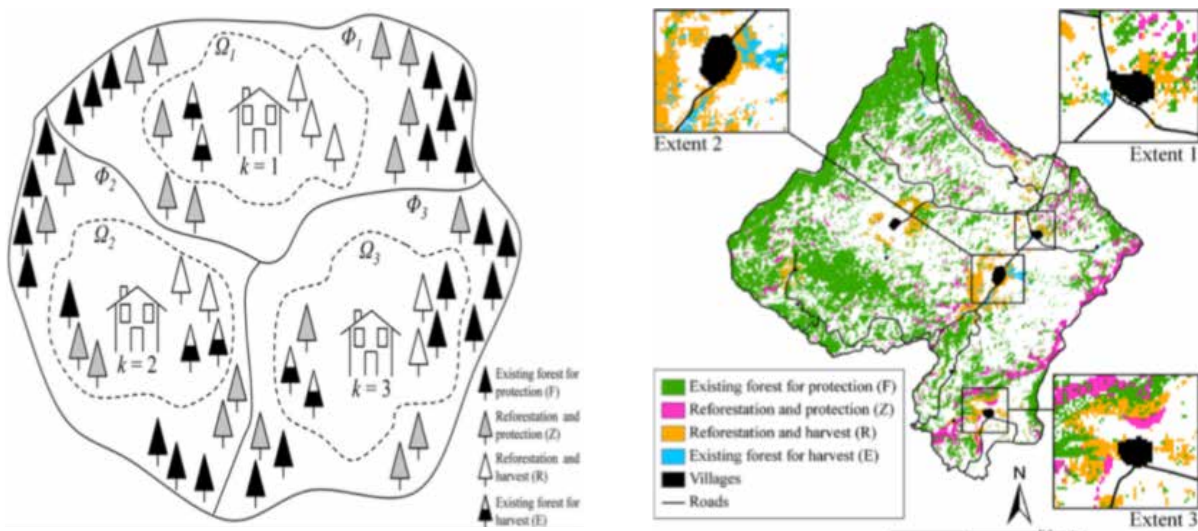 Ω1
Φ1
k = 1
Φ2
Φ3
Ω2
k = 2
Ω3
k = 3
Existing forest for
protection (F)
Reforestation and
protection (Z)
Reforestation and
harvest (R)
Existing forest for
harvest (E)
Extent 2
Extent 1
Existing forest for protection (F)
Reforestation and protection (Z)
Reforestation and harvest (R)
Existing forest for harvest (E)
Villages
Roads
N
Extent 3